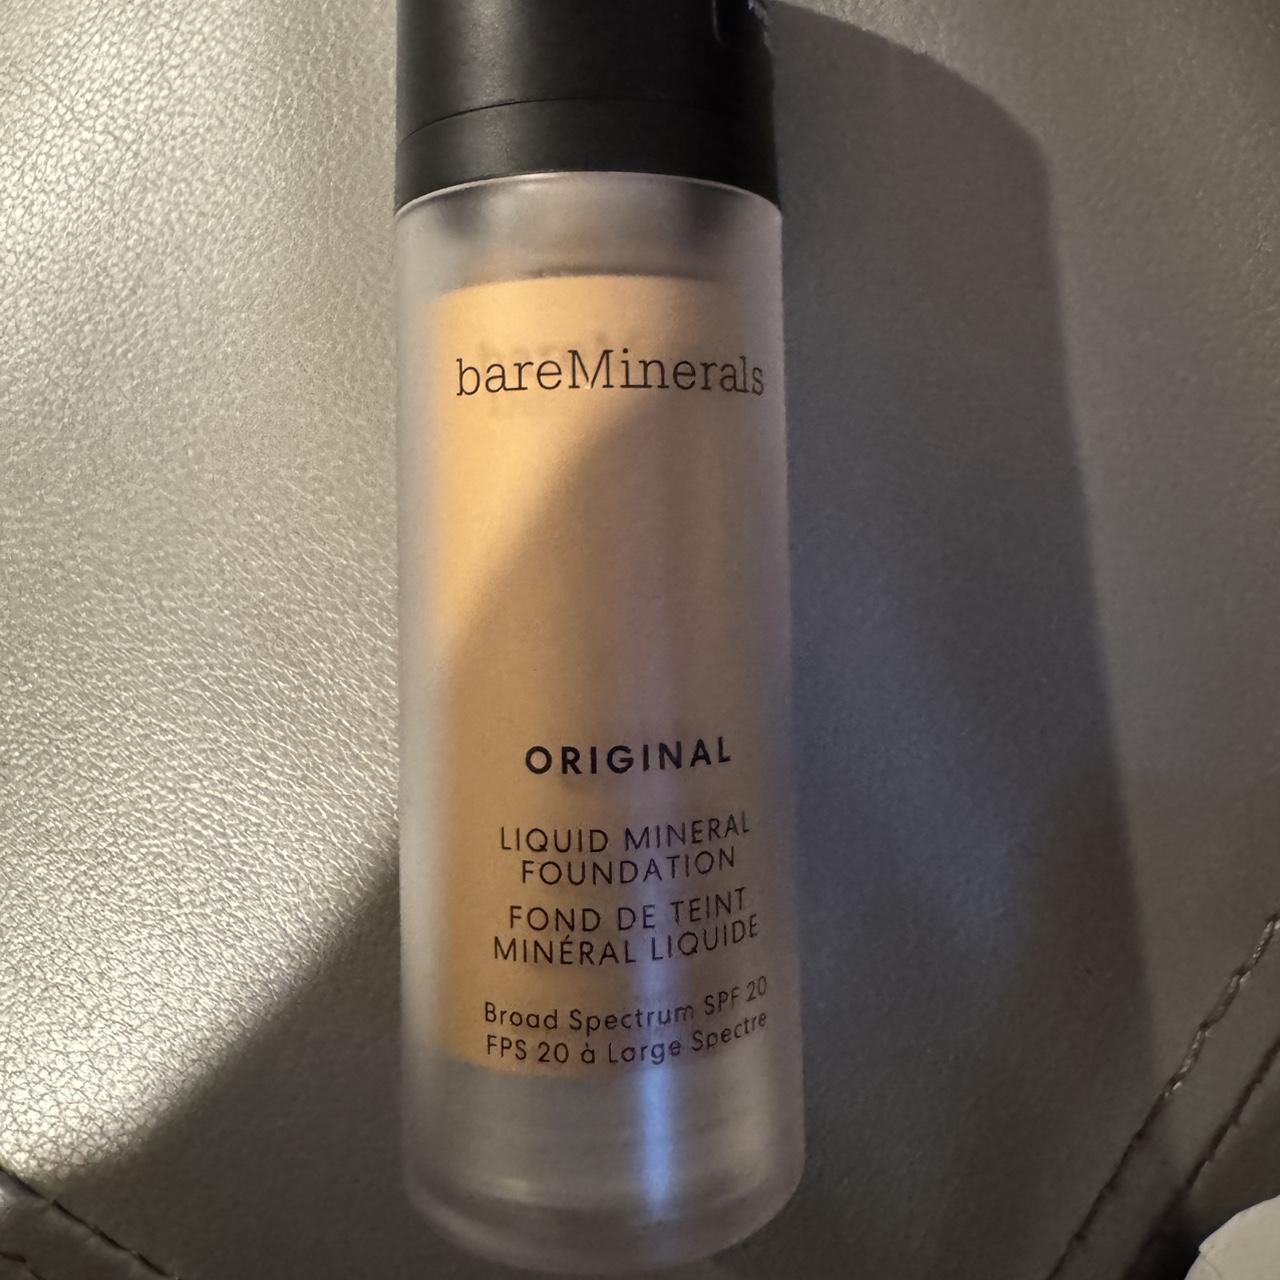 bareMinerals
ORIGINAL
LIQUID MINERAL
FOUNDATION
FOND DE TEINT
MINÉRAL LIQUIDE
Broad Spectrum SPF 20
FPS 20 à Large Spectre